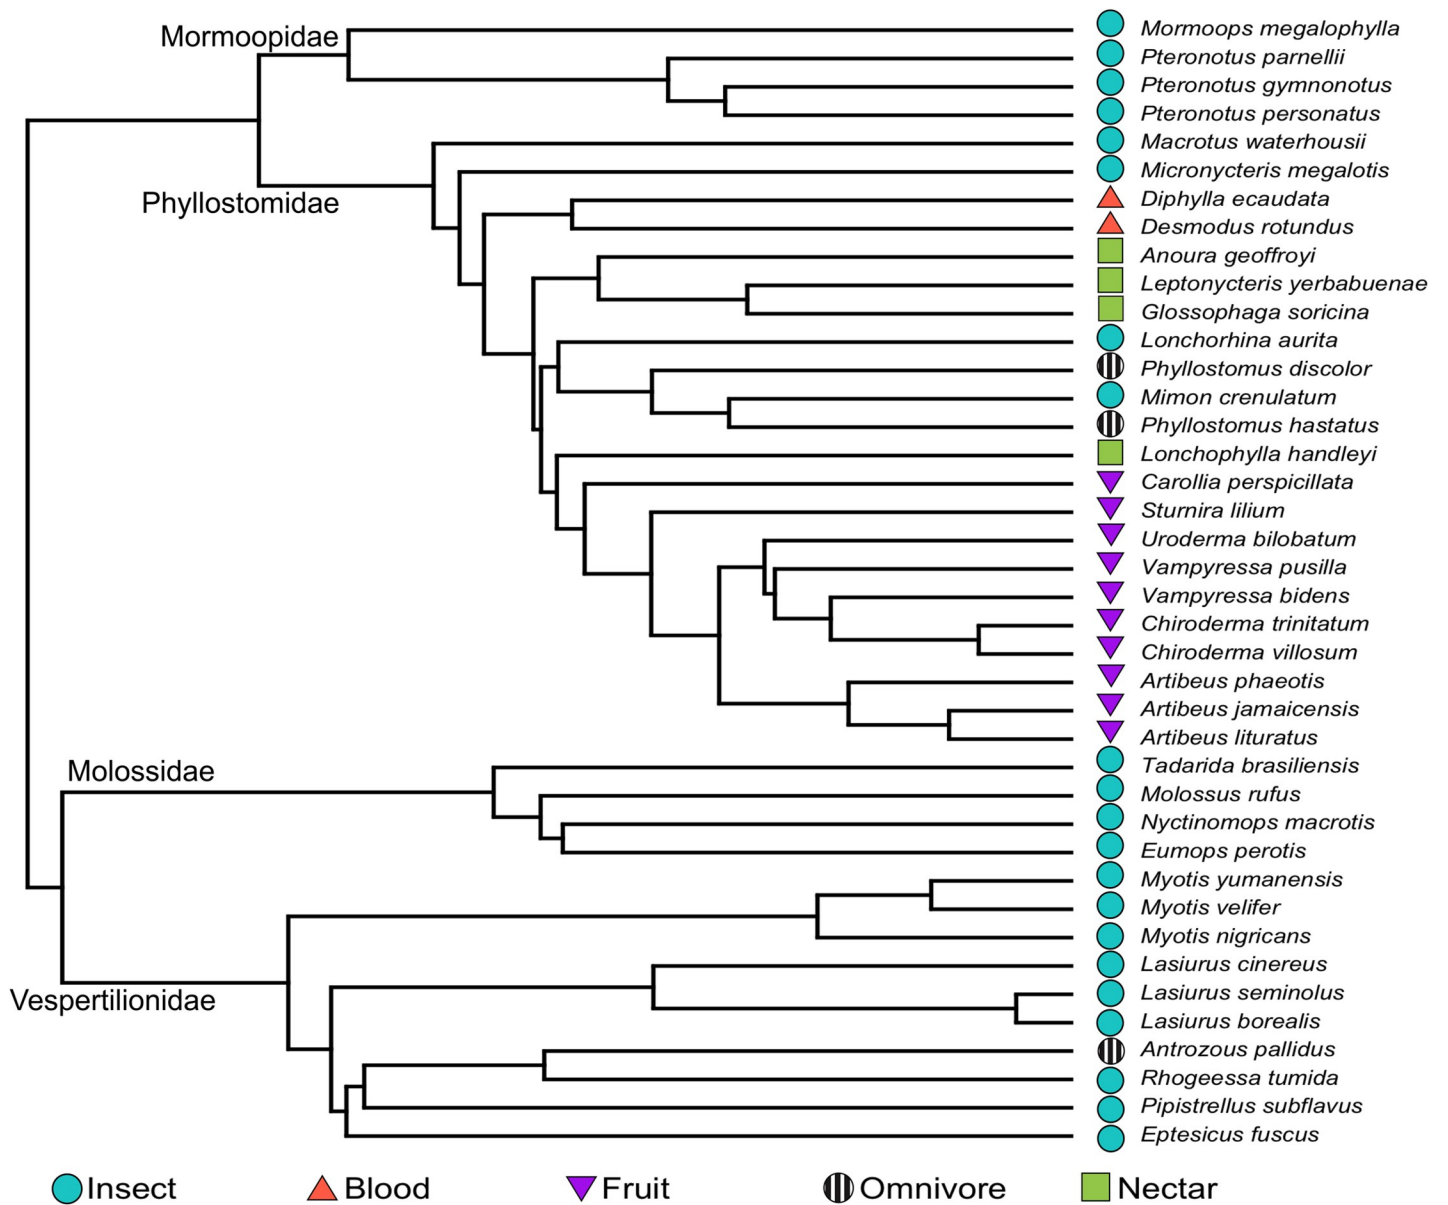 Mormoopidae
Mormoops megalophylla
Pteronotus parnellii
Pteronotus gymnonotus
Pteronotus personatus
Macrotus waterhousii
Micronycteris megalotis
Phyllostomidae
Diphylla ecaudata
Desmodus rotundus
Anoura geoffroyi
Leptonycteris yerbabuenae
Glossophaga soricina
Lonchorhina aurita
Phyllostomus discolor
Mimon crenulatum
Phyllostomus hastatus
Lonchophylla handleyi
Carollia perspicillata
Sturnira lilium
Uroderma bilobatum
Vampyressa pusilla
Vampyressa bidens
Chiroderma trinitatum
Chiroderma villosum
Artibeus phaeotis
Artibeus jamaicensis
Artibeus lituratus
Molossidae
Tadarida brasiliensis
Molossus rufus
Nyctinomops macrotis
Eumops perotis
Myotis yumanensis
Myotis velifer
Myotis nigricans
Lasiurus cinereus
Lasiurus seminolus
Vespertilionidae
Lasiurus borealis
Antrozous pallidus
Rhogeessa tumida
Pipistrellus subflavus
Eptesicus fuscus
Insect Blood Fruit Omnivore Nectar